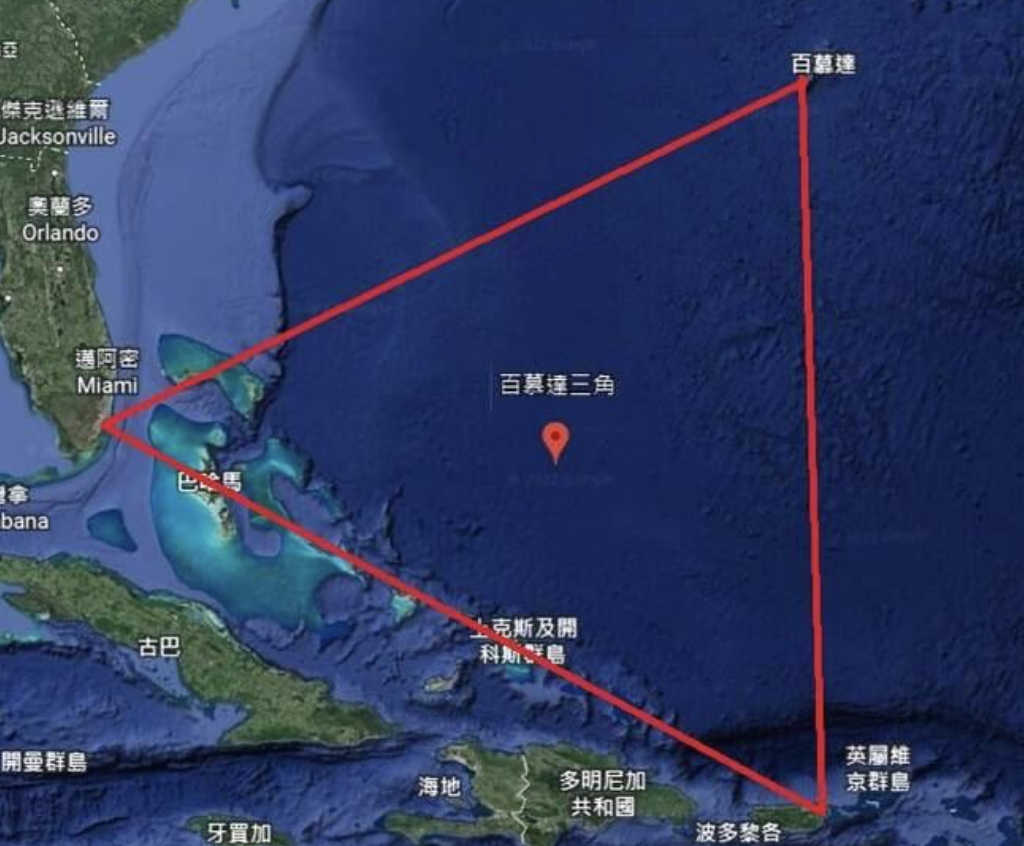 百慕達
亞
傑克遜維爾
Jacksonville
奧蘭多
Orlando
邁阿密
Miami
百慕達三角
巴哈馬
拿
bana
土克斯及開
科斯群島
古巴
開曼群島
英屬維
京群島
海地
多明尼加
共和國
牙買加
波多黎各